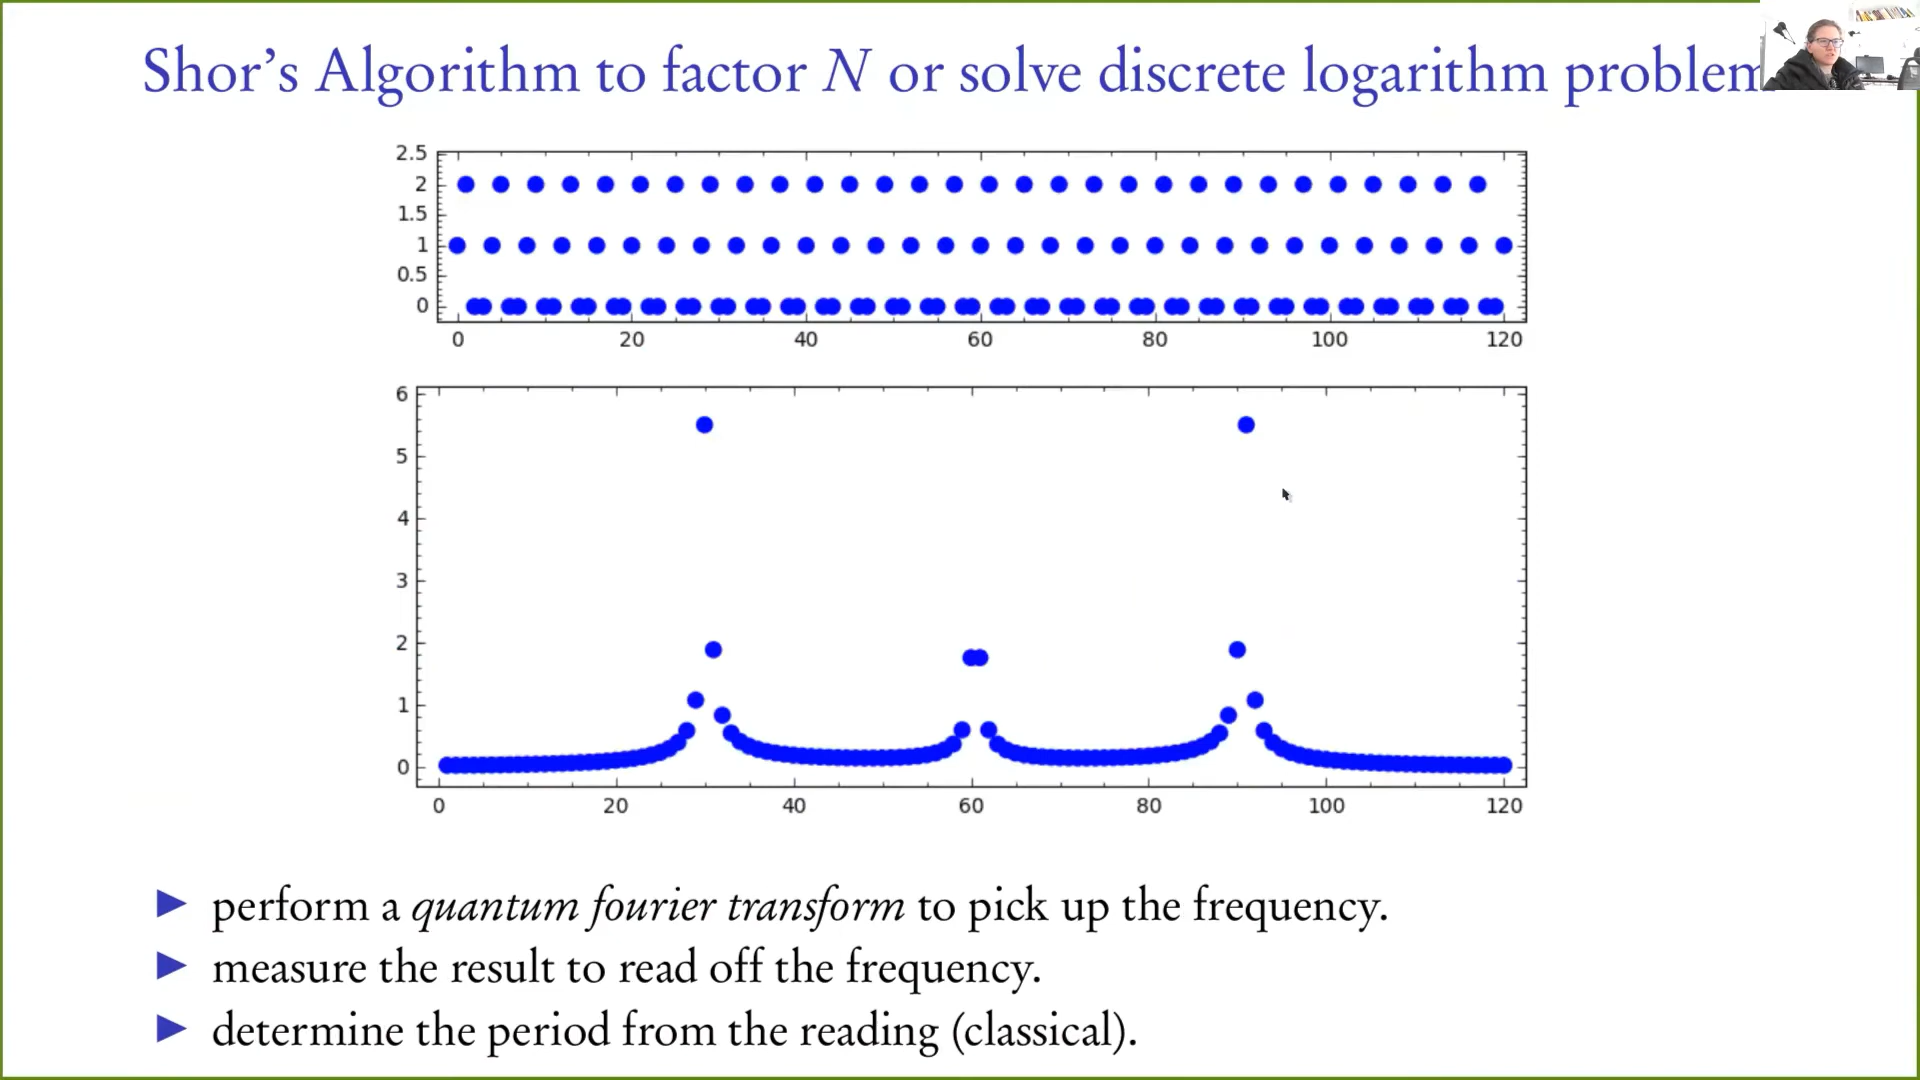 Shor's Algorithm to factor N or solve discrete logarithm problem
2.5
2
1.5
1
0.5
0
0 20 40 60 80 100 120
6
5
4
3
2
1
0
0 20 40 60 80 100 120
▶ perform a quantum fourier transform to pick up the frequency.
▶ measure the result to read off the frequency.
▶ determine the period from the reading (classical).